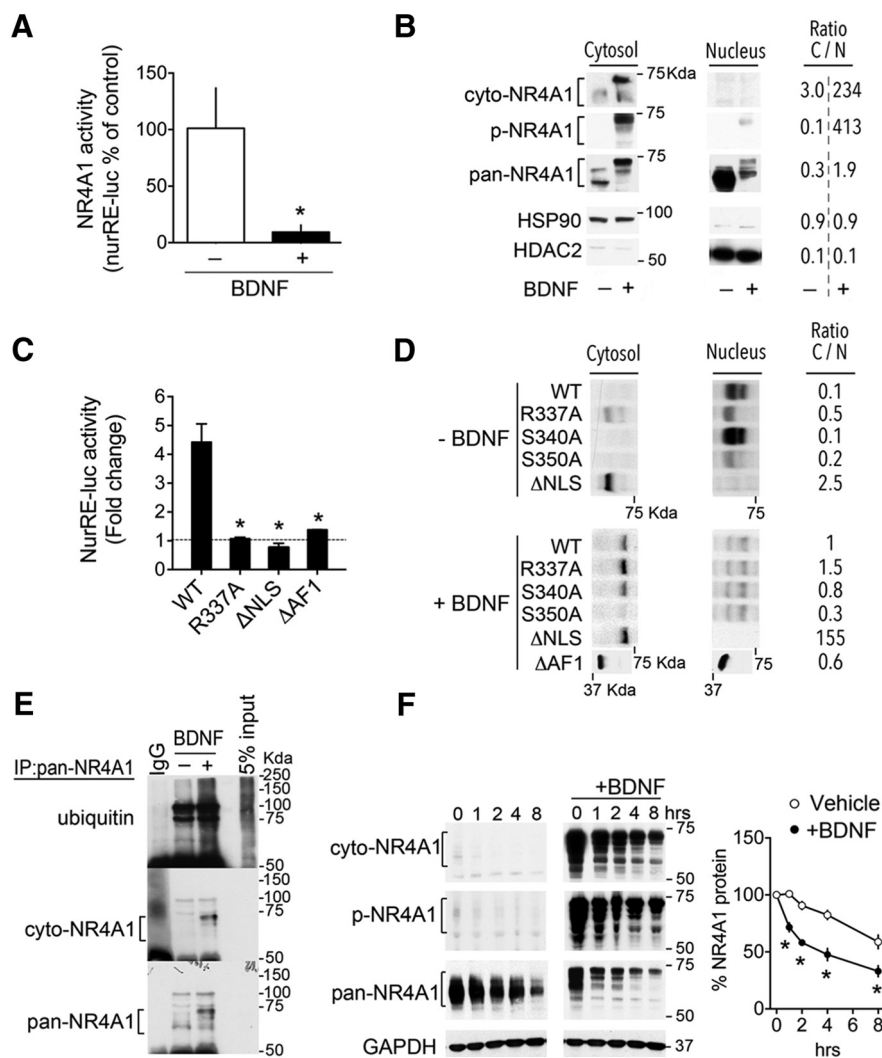 A
NR4A1 activity
(nurRE-luc % of control)
150
100
50
0
*
– +
BDNF
B
Cytosol Nucleus Ratio C / N
cyto-NR4A1 75 Kda 3.0 234
p-NR4A1 0.1 413
pan-NR4A1 75 0.3 1.9
HSP90 100 0.9 0.9
HDAC2 50 0.1 0.1
BDNF – + – + – +
C
NurRE-luc activity
(Fold change)
6
5
4
3
2
1
0
* * *
WT R337A ΔNLS ΔAF1
D
Cytosol Nucleus Ratio C / N
- BDNF
WT 0.1
R337A 0.5
S340A 0.1
S350A 0.2
ΔNLS 2.5
75 Kda 75
+ BDNF
WT 1
R337A 1.5
S340A 0.8
S350A 0.3
ΔNLS 155
ΔAF1 75 Kda 75 0.6
37 Kda 37
E
IP:pan-NR4A1 IgG BDNF – + 5% input
Kda
ubiquitin
250
150
100
75
50
cyto-NR4A1
150
100
75
50
pan-NR4A1
150
100
75
50
F
+BDNF
0 1 2 4 8 0 1 2 4 8 hrs
cyto-NR4A1 75 50
p-NR4A1 75 50
pan-NR4A1 75 50
GAPDH 37
Vehicle
+BDNF
% NR4A1 protein
150
100
50
0
* * * *
0 2 4 6 8
hrs